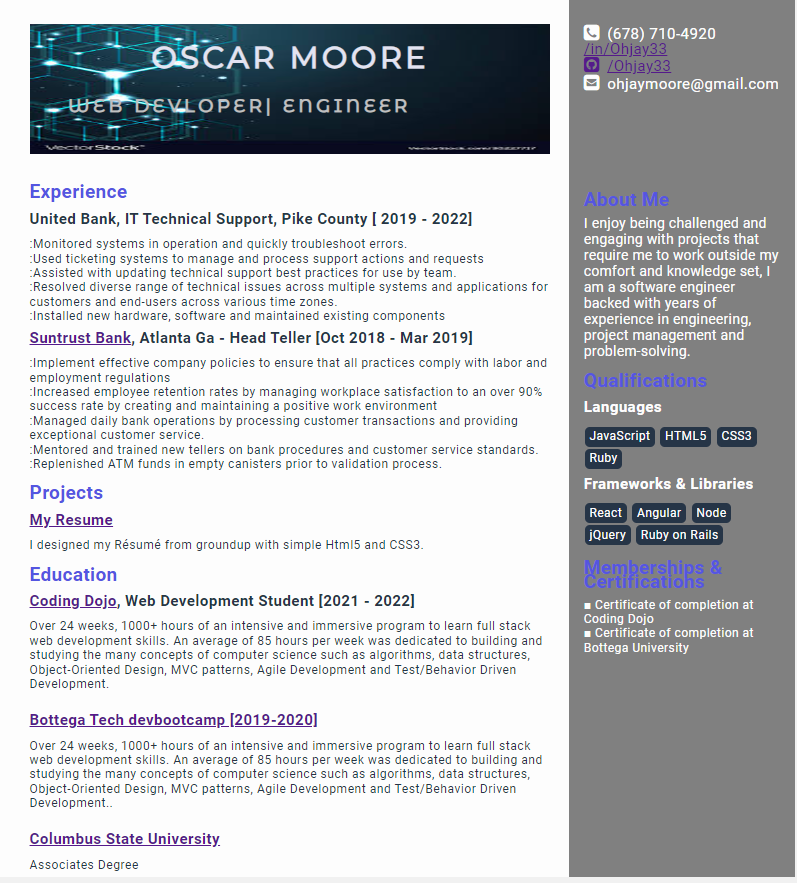 OSCAR MOORE
WEB DEVLOPER| ENGINEER
VectorStock
Experience
United Bank, IT Technical Support, Pike County [ 2019 - 2022]
:Monitored systems in operation and quickly troubleshoot errors.
:Used ticketing systems to manage and process support actions and requests
:Assisted with updating technical support best practices for use by team.
:Resolved diverse range of technical issues across multiple systems and applications for
customers and end-users across various time zones.
:Installed new hardware, software and maintained existing components
Suntrust Bank, Atlanta Ga - Head Teller [Oct 2018 - Mar 2019]
:Implement effective company policies to ensure that all practices comply with labor and
employment regulations
:Increased employee retention rates by managing workplace satisfaction to an over 90%
success rate by creating and maintaining a positive work environment
:Managed daily bank operations by processing customer transactions and providing
exceptional customer service.
:Mentored and trained new tellers on bank procedures and customer service standards.
:Replenished ATM funds in empty canisters prior to validation process.
Projects
My Resume
I designed my Résumé from groundup with simple Html5 and CSS3.
Education
Coding Dojo, Web Development Student [2021 - 2022]
Over 24 weeks, 1000+ hours of an intensive and immersive program to learn full stack
web development skills. An average of 85 hours per week was dedicated to building and
studying the many concepts of computer science such as algorithms, data structures,
Object-Oriented Design, MVC patterns, Agile Development and Test/Behavior Driven
Development.
Bottega Tech devbootcamp [2019-2020]
Over 24 weeks, 1000+ hours of an intensive and immersive program to learn full stack
web development skills. An average of 85 hours per week was dedicated to building and
studying the many concepts of computer science such as algorithms, data structures,
Object-Oriented Design, MVC patterns, Agile Development and Test/Behavior Driven
Development..
Columbus State University
Associates Degree
(678) 710-4920
/in/Ohjay33
/Ohjay33
ohjaymoore@gmail.com
About Me
I enjoy being challenged and
engaging with projects that
require me to work outside my
comfort and knowledge set, I
am a software engineer
backed with years of
experience in engineering,
project management and
problem-solving.
Qualifications
Languages
JavaScript HTML5 CSS3
Ruby
Frameworks & Libraries
React Angular Node
jQuery Ruby on Rails
Memberships &
Certifications
■ Certificate of completion at
Coding Dojo
■ Certificate of completion at
Bottega University